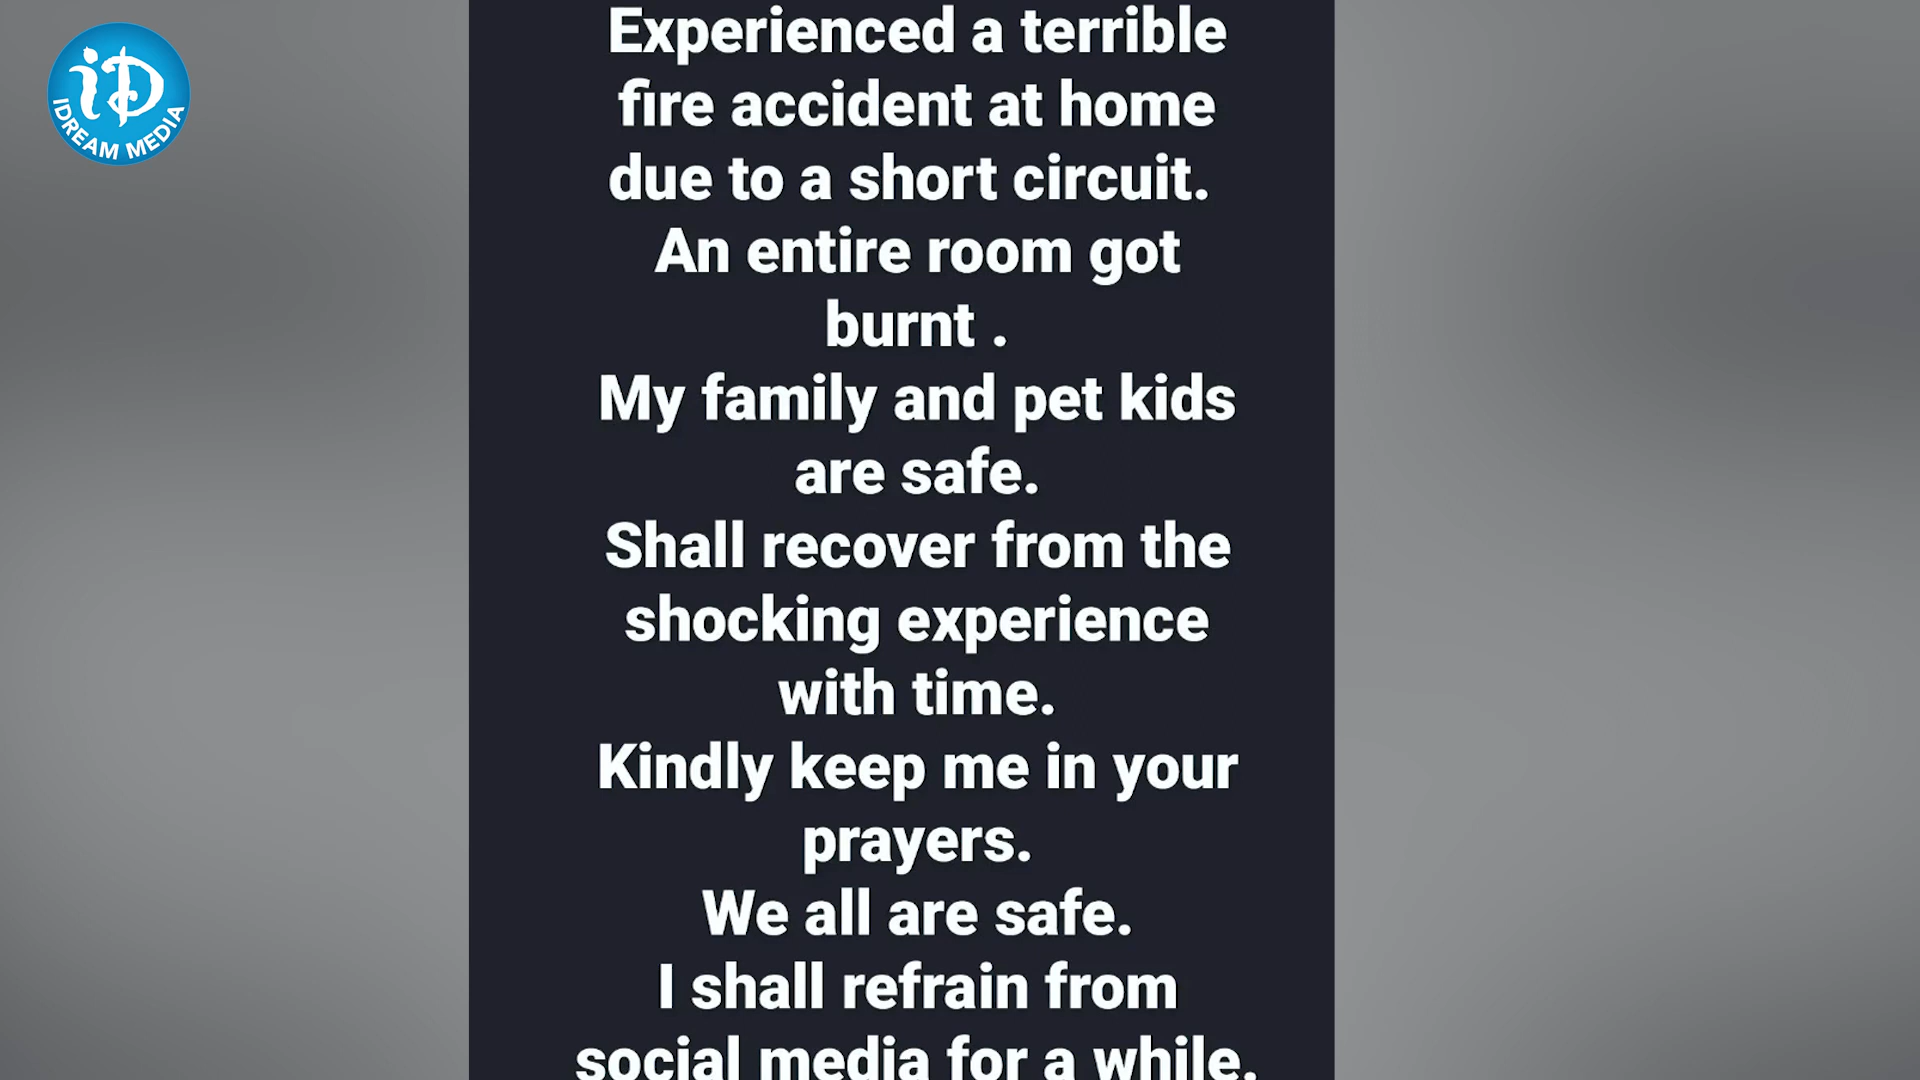 iD
IDREAM MEDIA
Experienced a terrible
fire accident at home
due to a short circuit.
An entire room got
burnt .
My family and pet kids
are safe.
Shall recover from the
shocking experience
with time.
Kindly keep me in your
prayers.
We all are safe.
I shall refrain from
social media for a while.